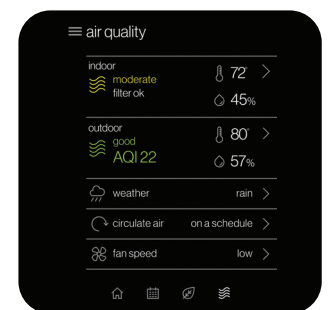 air quality
indoor
moderate
filter ok
72°
45%
outdoor
good
AQI 22
80°
57%
weather rain
circulate air on a schedule
fan speed low